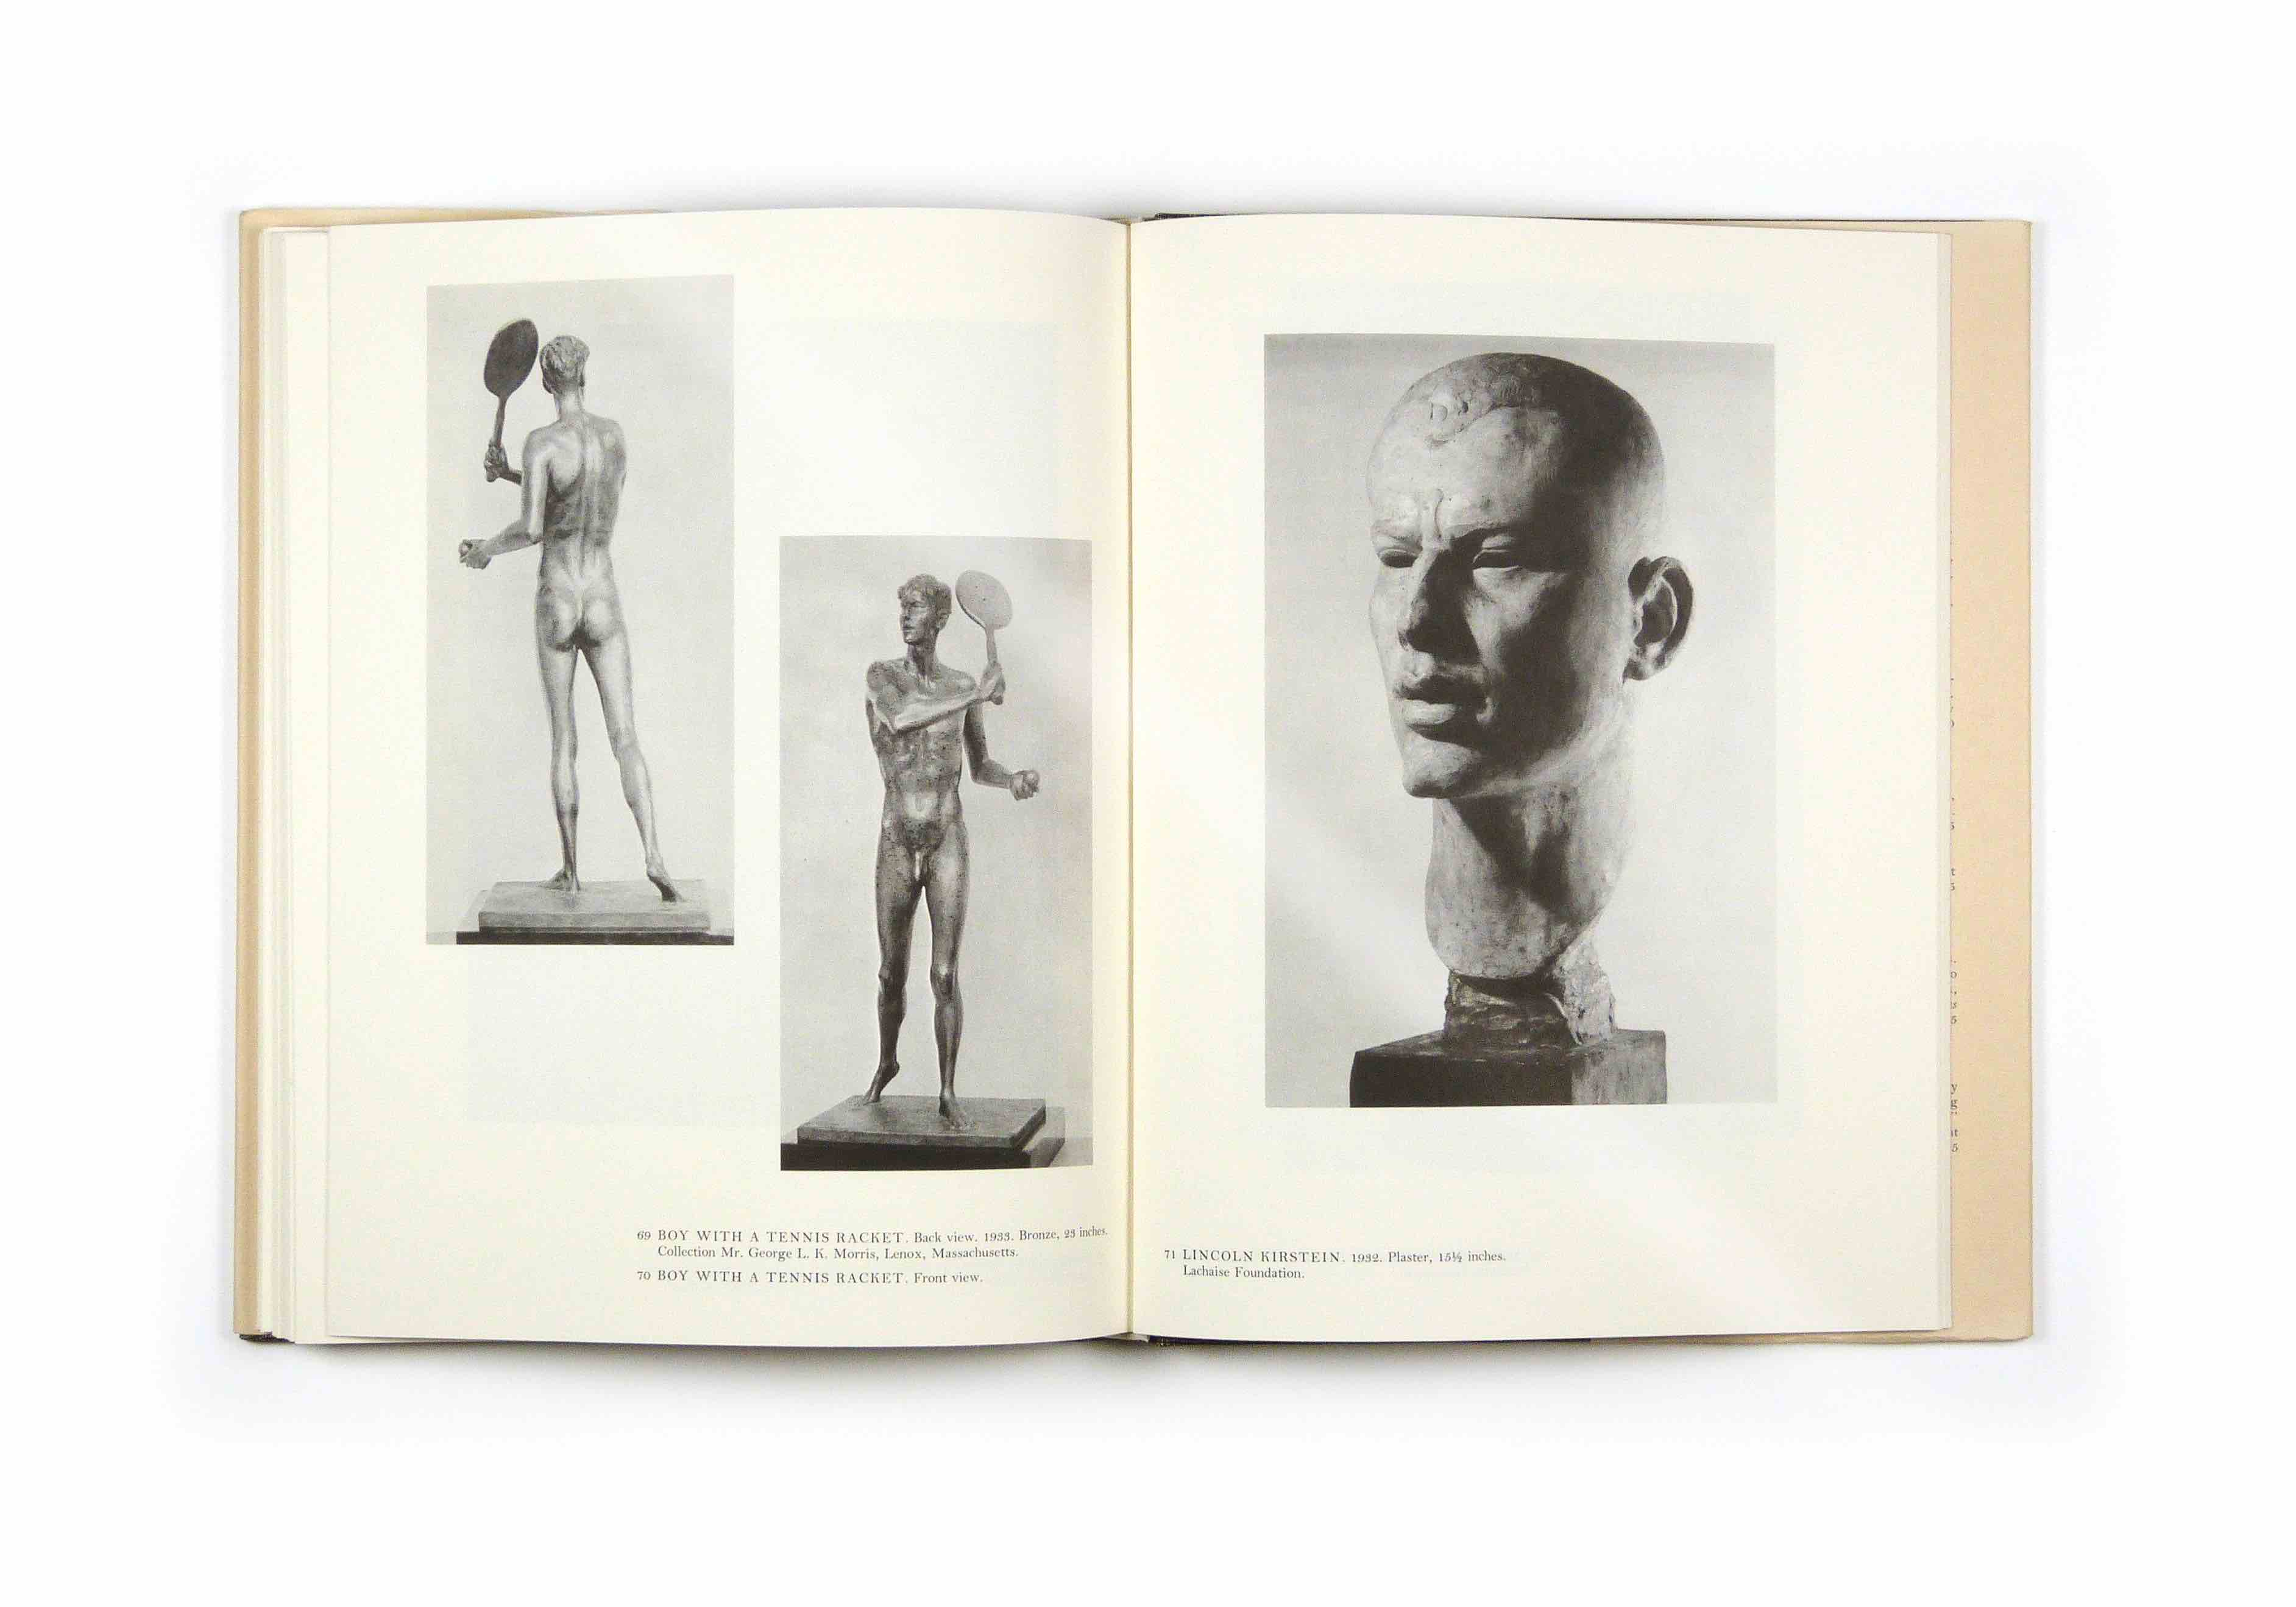 69 BOY WITH A TENNIS RACKET. Back view. 1933. Bronze, 23 inches.
Collection Mr. George L. K. Morris, Lenox, Massachusetts.
70 BOY WITH A TENNIS RACKET. Front view.
71 LINCOLN KIRSTEIN. 1932. Plaster, 15½ inches.
Lachaise Foundation.